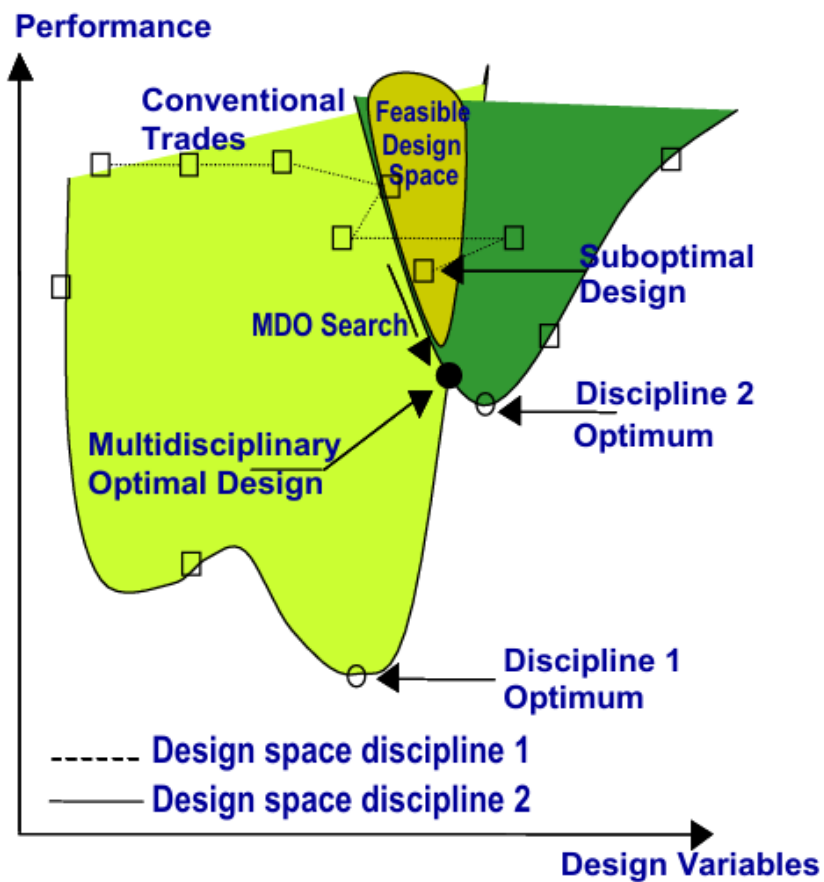 Performance
Conventional
Trades
Feasible
Design
Space
Suboptimal
Design
MDO Search
Discipline 2
Optimum
Multidisciplinary
Optimal Design
Discipline 1
Optimum
Design space discipline 1
Design space discipline 2
Design Variables